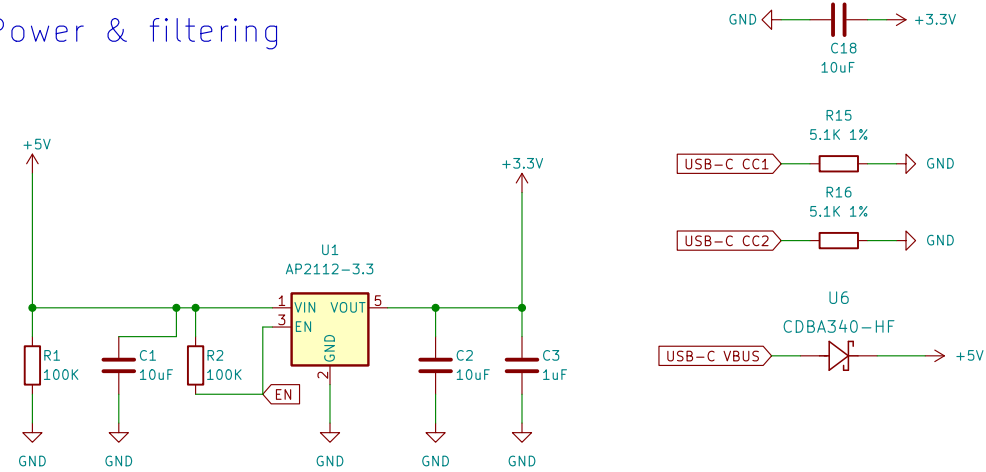 Power & filtering
GND
+3.3V
C18
10uF
R15
5.1K 1%
USB-C CC1
GND
R16
5.1K 1%
USB-C CC2
GND
U6
CDBA340-HF
USB-C VBUS
+5V
+5V
+3.3V
U1
AP2112-3.3
1
VIN
VOUT
5
3
EN
GND
2
R1
100K
C1
10uF
R2
100K
EN
C2
10uF
C3
1uF
GND
GND
GND
GND
GND